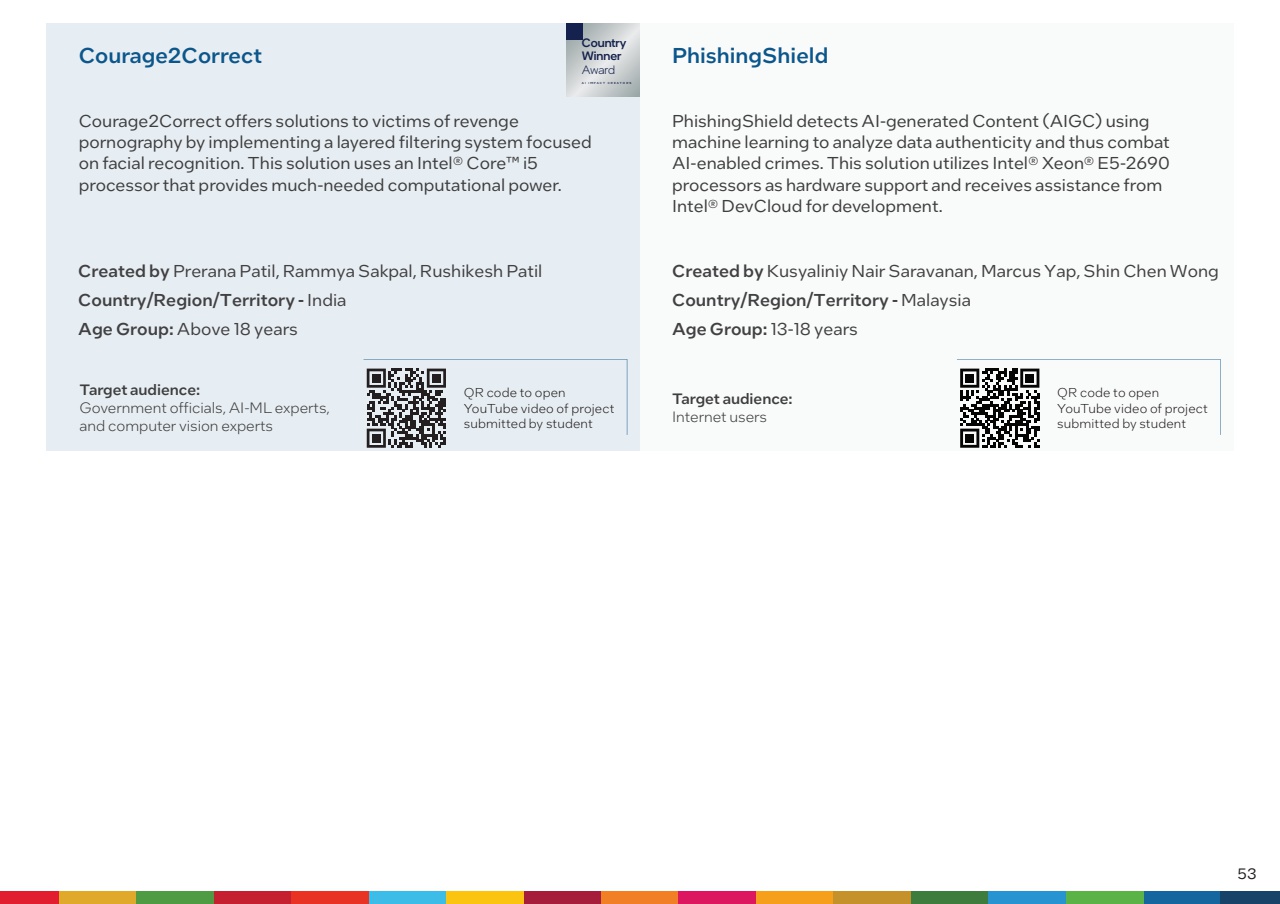 Courage2Correct
Country
Winner
Award
AI IMPACT CREATORS
Courage2Correct offers solutions to victims of revenge
pornography by implementing a layered filtering system focused
on facial recognition. This solution uses an Intel® Core™ i5
processor that provides much-needed computational power.
Created by Prerana Patil, Rammya Sakpal, Rushikesh Patil
Country/Region/Territory - India
Age Group: Above 18 years
Target audience:
Government officials, AI-ML experts,
and computer vision experts
QR code to open
YouTube video of project
submitted by student
PhishingShield
PhishingShield detects AI-generated Content (AIGC) using
machine learning to analyze data authenticity and thus combat
AI-enabled crimes. This solution utilizes Intel® Xeon® E5-2690
processors as hardware support and receives assistance from
Intel® DevCloud for development.
Created by Kusyaliniy Nair Saravanan, Marcus Yap, Shin Chen Wong
Country/Region/Territory - Malaysia
Age Group: 13-18 years
Target audience:
Internet users
QR code to open
YouTube video of project
submitted by student
53